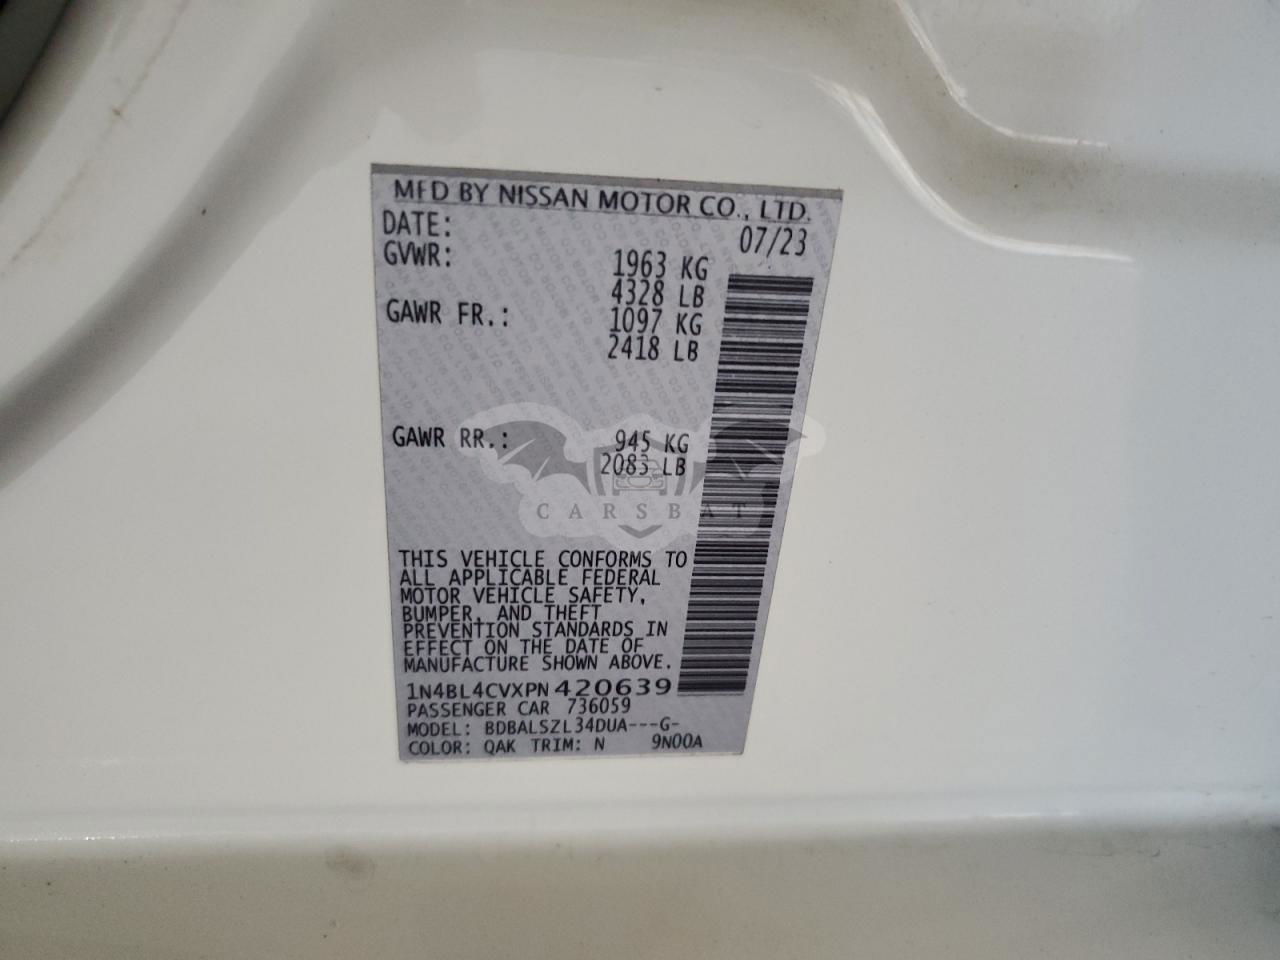 MFD BY NISSAN MOTOR CO., LTD.
DATE: 07/23
GVWR: 1963 KG
4328 LB
GAWR FR.: 1097 KG
2418 LB
GAWR RR.: 945 KG
2083 LB
CARSBAT
THIS VEHICLE CONFORMS TO
ALL APPLICABLE FEDERAL
MOTOR VEHICLE SAFETY,
BUMPER, AND THEFT
PREVENTION STANDARDS IN
EFFECT ON THE DATE OF
MANUFACTURE SHOWN ABOVE.
1N4BL4CVXPN420639
PASSENGER CAR 736059
MODEL: BDBALSZL34DUA---G-
COLOR: QAK TRIM: N 9N00A